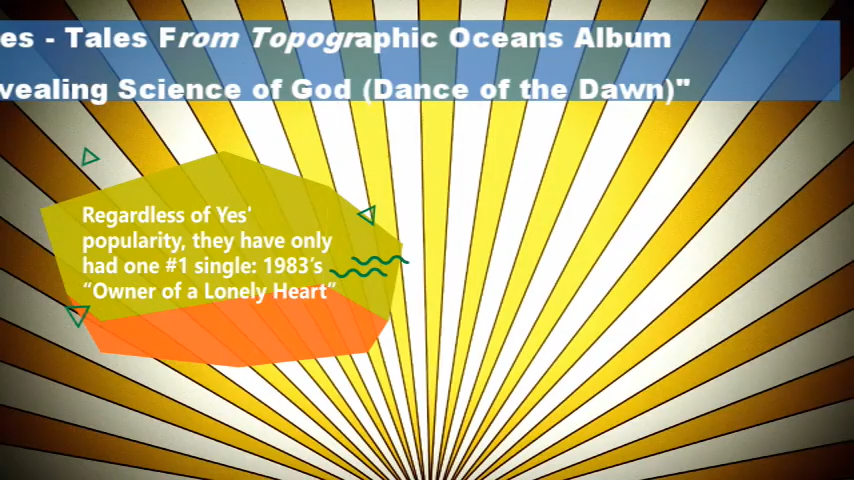 es - Tales From Topographic Oceans Album
vealing Science of God (Dance of the Dawn)"
Regardless of Yes'
popularity, they have only
had one #1 single: 1983's
“Owner of a Lonely Heart”